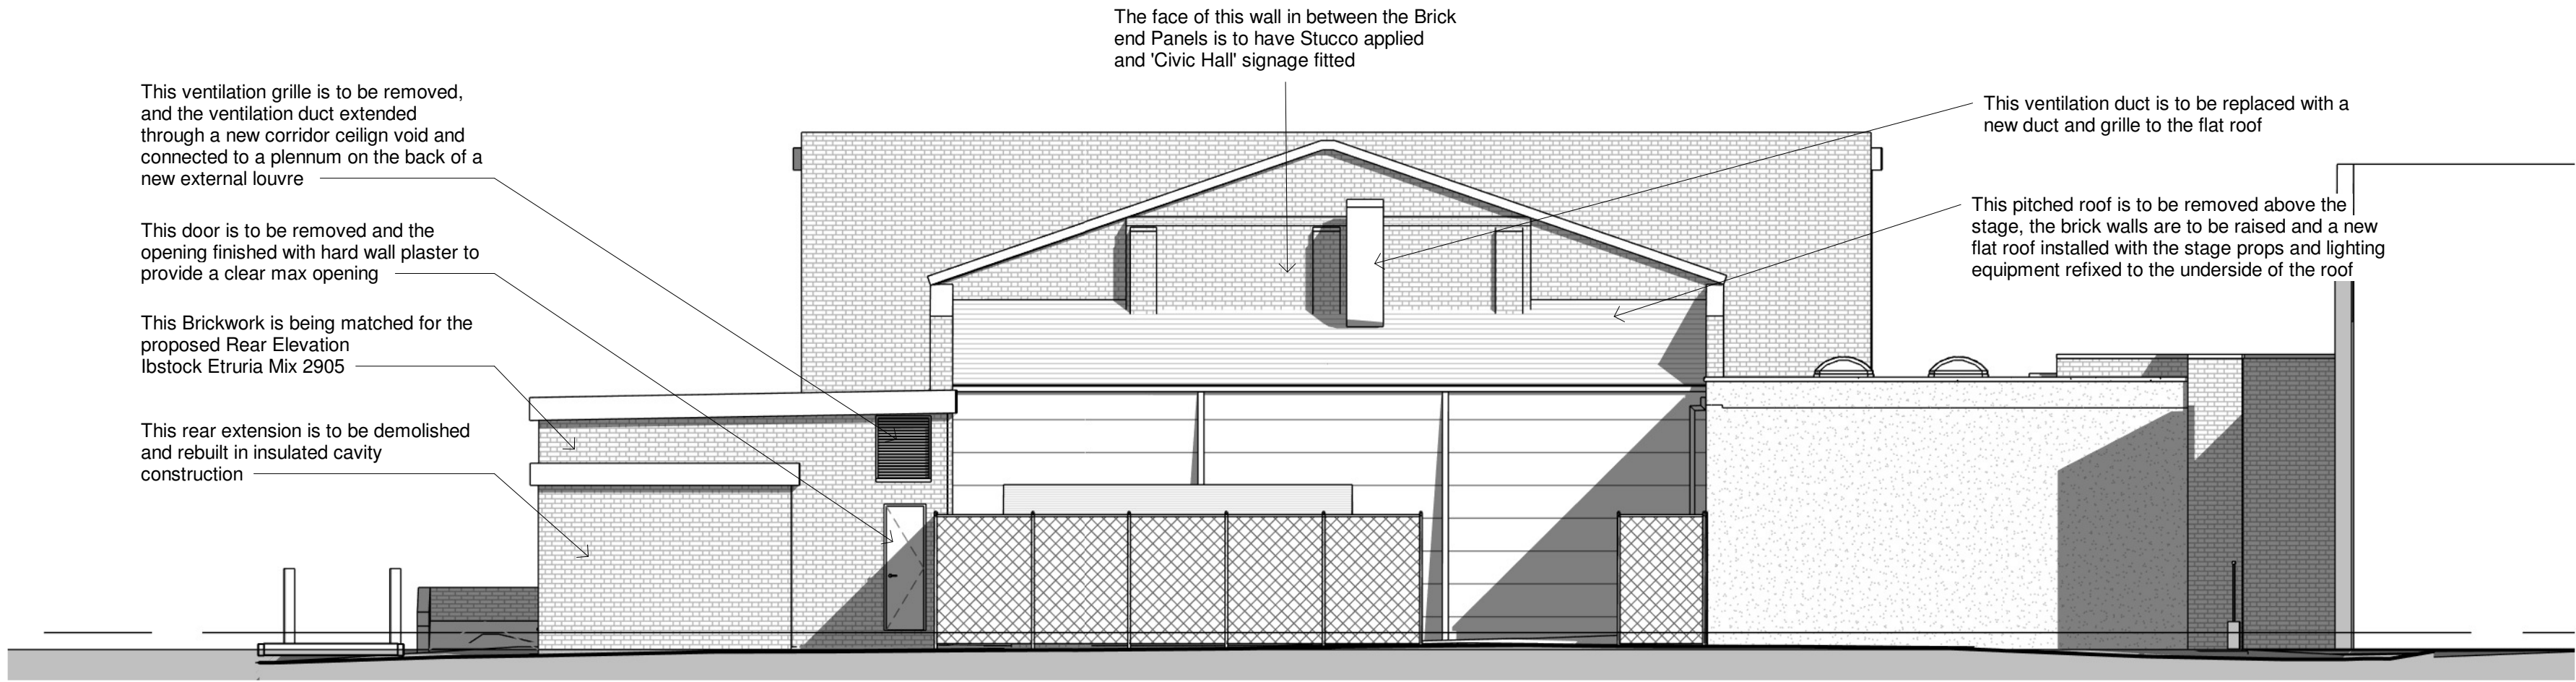 The face of this wall in between the Brick
end Panels is to have Stucco applied
and 'Civic Hall' signage fitted
This ventilation grille is to be removed,
and the ventilation duct extended
through a new corridor ceilign void and
connected to a plennum on the back of a
new external louvre
This door is to be removed and the
opening finished with hard wall plaster to
provide a clear max opening
This Brickwork is being matched for the
proposed Rear Elevation
Ibstock Etruria Mix 2905
This rear extension is to be demolished
and rebuilt in insulated cavity
construction
This ventilation duct is to be replaced with a
new duct and grille to the flat roof
This pitched roof is to be removed above the
stage, the brick walls are to be raised and a new
flat roof installed with the stage props and lighting
equipment refixed to the underside of the roof